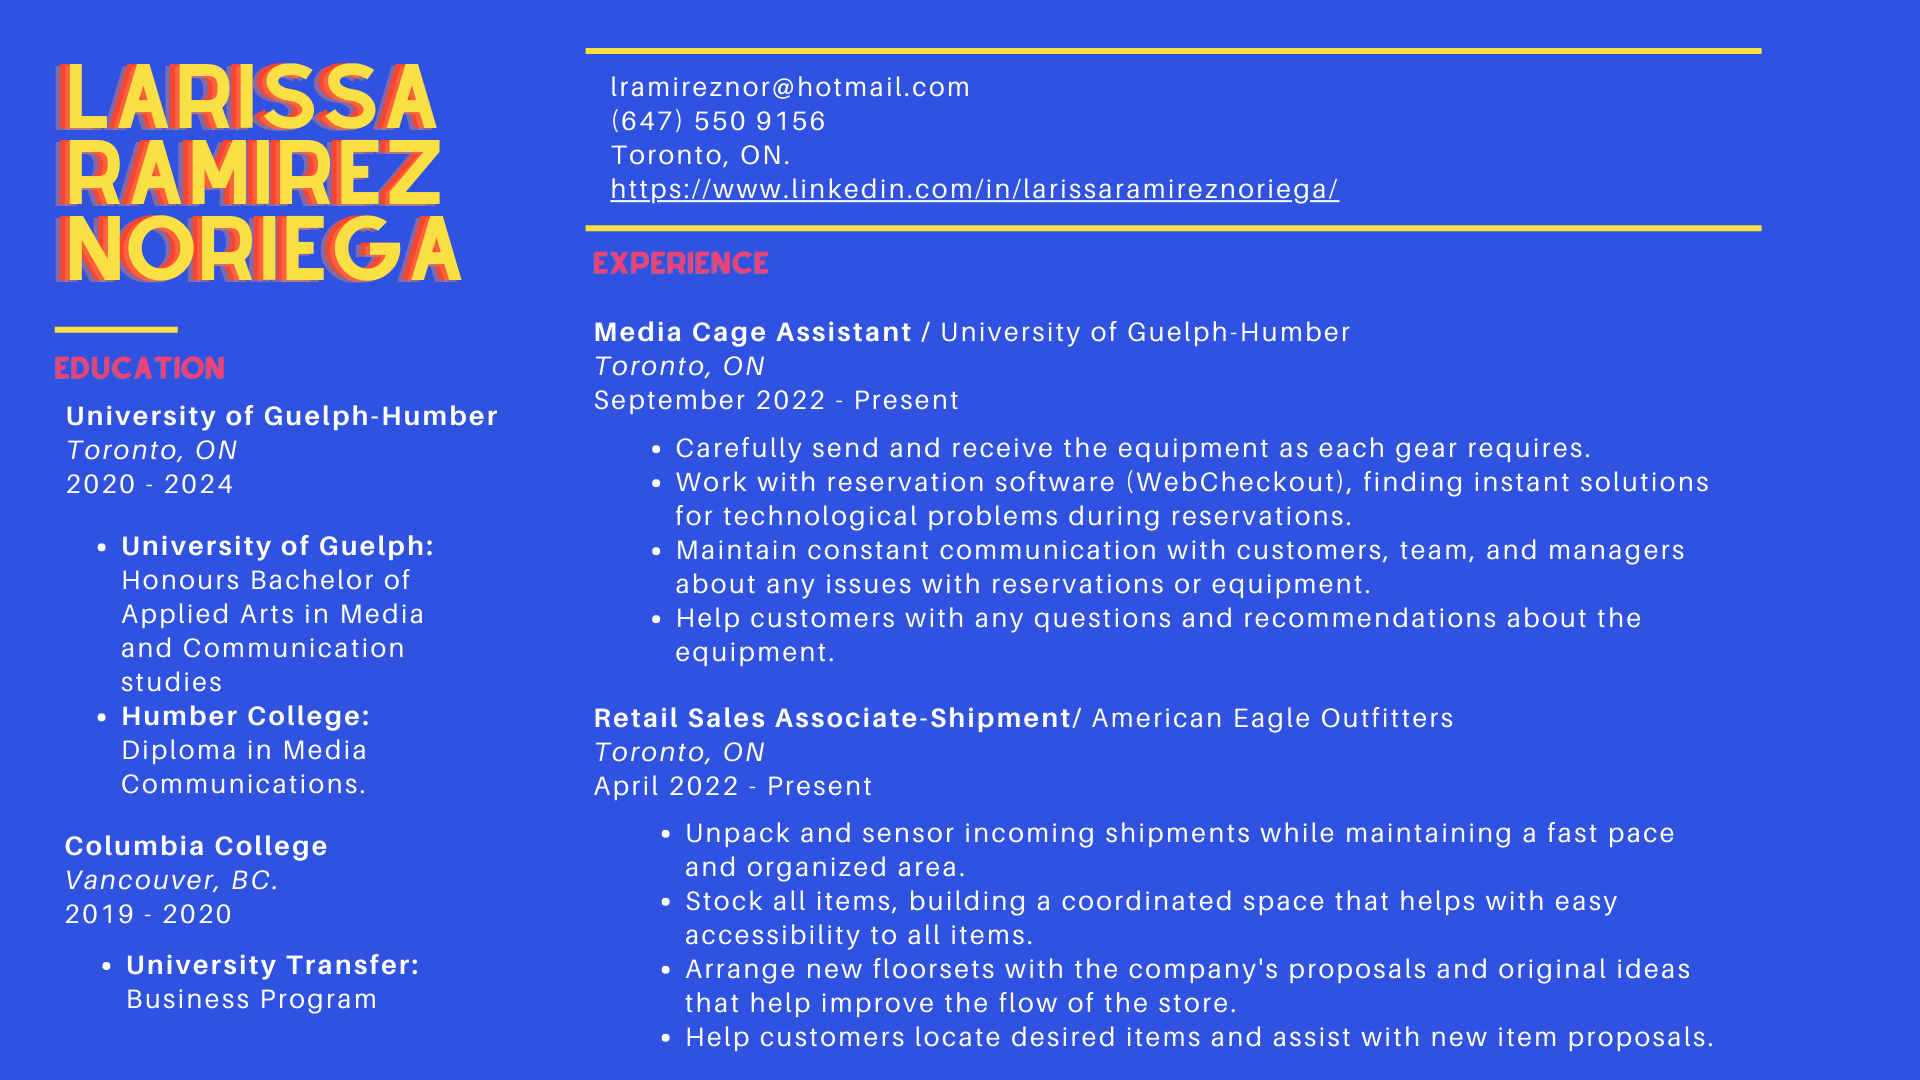 LARISSA
RAMIREZ
NORIEGA
EDUCATION
University of Guelph-Humber
Toronto, ON
2020 - 2024
• University of Guelph:
Honours Bachelor of
Applied Arts in Media
and Communication
studies
• Humber College:
Diploma in Media
Communications.
Columbia College
Vancouver, BC.
2019 - 2020
• University Transfer:
Business Program
lramireznor@hotmail.com
(647) 550 9156
Toronto, ON.
https://www.linkedin.com/in/larissaramireznoriega/
EXPERIENCE
Media Cage Assistant / University of Guelph-Humber
Toronto, ON
September 2022 - Present
• Carefully send and receive the equipment as each gear requires.
• Work with reservation software (WebCheckout), finding instant solutions
for technological problems during reservations.
• Maintain constant communication with customers, team, and managers
about any issues with reservations or equipment.
• Help customers with any questions and recommendations about the
equipment.
Retail Sales Associate-Shipment/ American Eagle Outfitters
Toronto, ON
April 2022 - Present
• Unpack and sensor incoming shipments while maintaining a fast pace
and organized area.
• Stock all items, building a coordinated space that helps with easy
accessibility to all items.
• Arrange new floorsets with the company's proposals and original ideas
that help improve the flow of the store.
• Help customers locate desired items and assist with new item proposals.